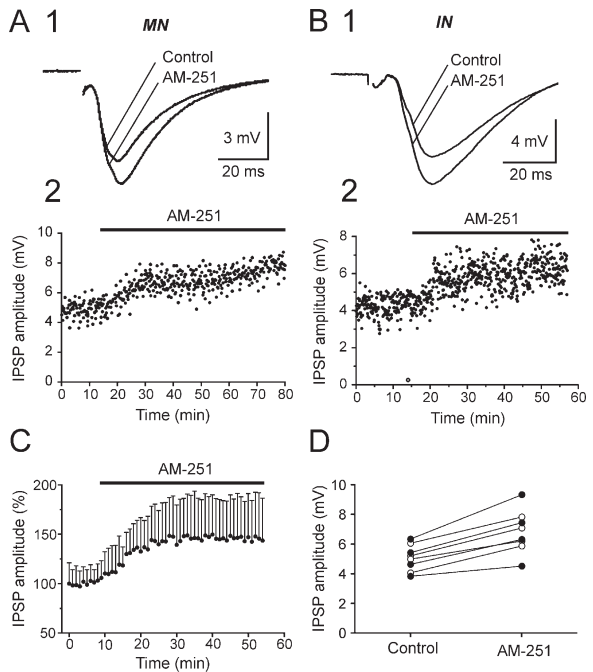 A 1 MN
Control
AM-251
3 mV
20 ms
2
AM-251
IPSP amplitude (mV)
10
8
6
4
2
0
0 10 20 30 40 50 60 70 80
Time (min)
B 1 IN
Control
AM-251
4 mV
20 ms
2
AM-251
IPSP amplitude (mV)
8
6
4
2
0
0 10 20 30 40 50 60
Time (min)
C
AM-251
IPSP amplitude (%)
200
150
100
50
0 10 20 30 40 50 60
Time (min)
D
IPSP amplitude (mV)
10
8
6
4
2
0
Control AM-251